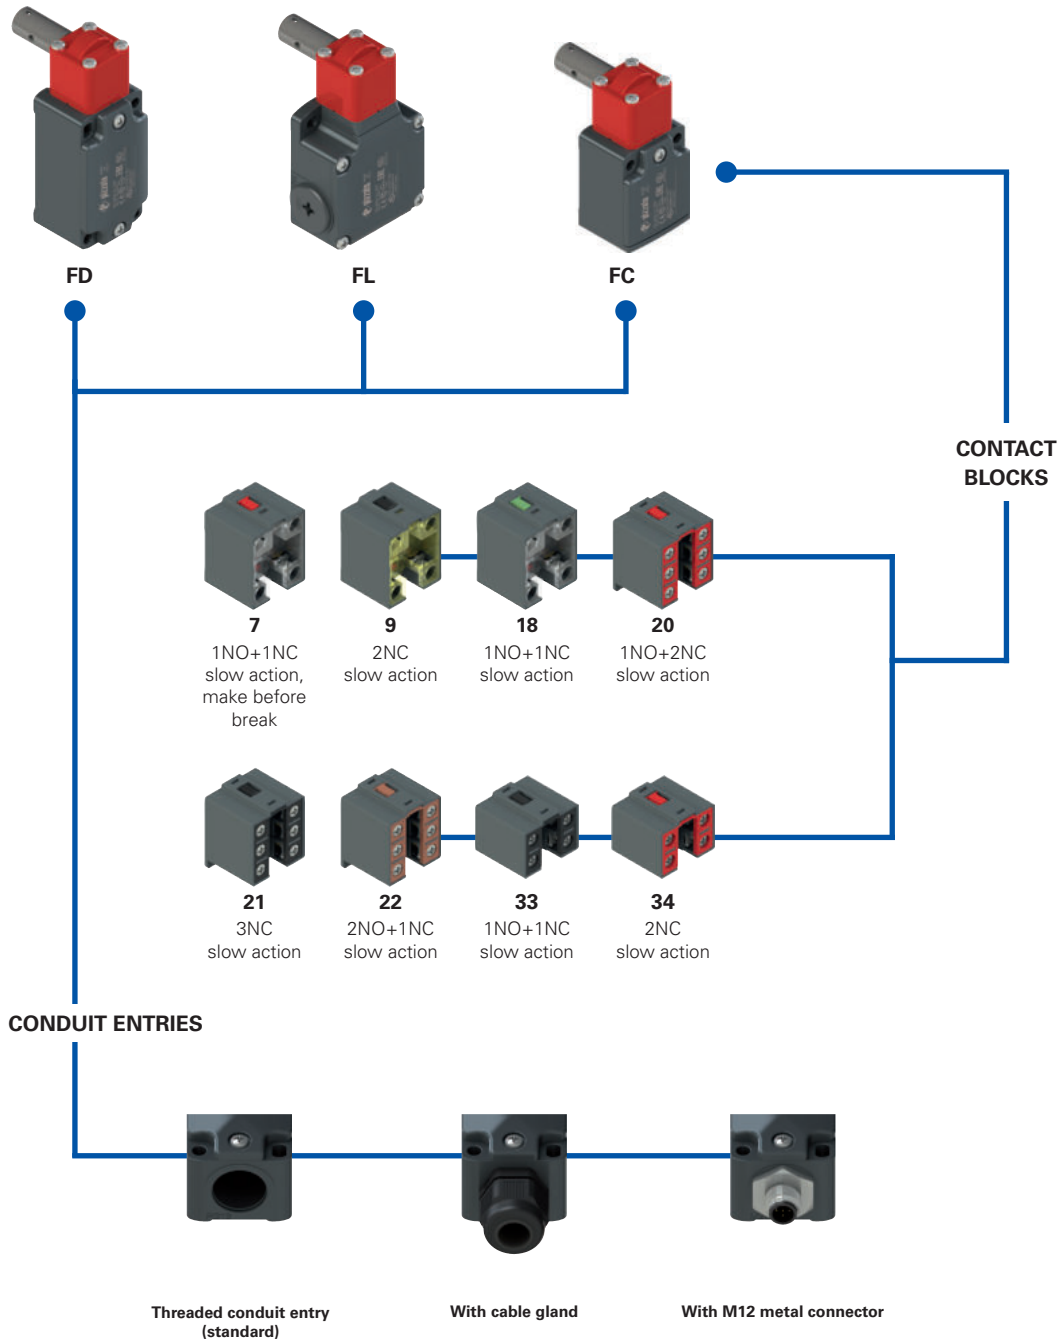 FD
FL
FC
CONTACT
BLOCKS
7
1NO+1NC
slow action,
make before
break
9
2NC
slow action
18
1NO+1NC
slow action
20
1NO+2NC
slow action
21
3NC
slow action
22
2NO+1NC
slow action
33
1NO+1NC
slow action
34
2NC
slow action
CONDUIT ENTRIES
Threaded conduit entry
(standard)
With cable gland
With M12 metal connector